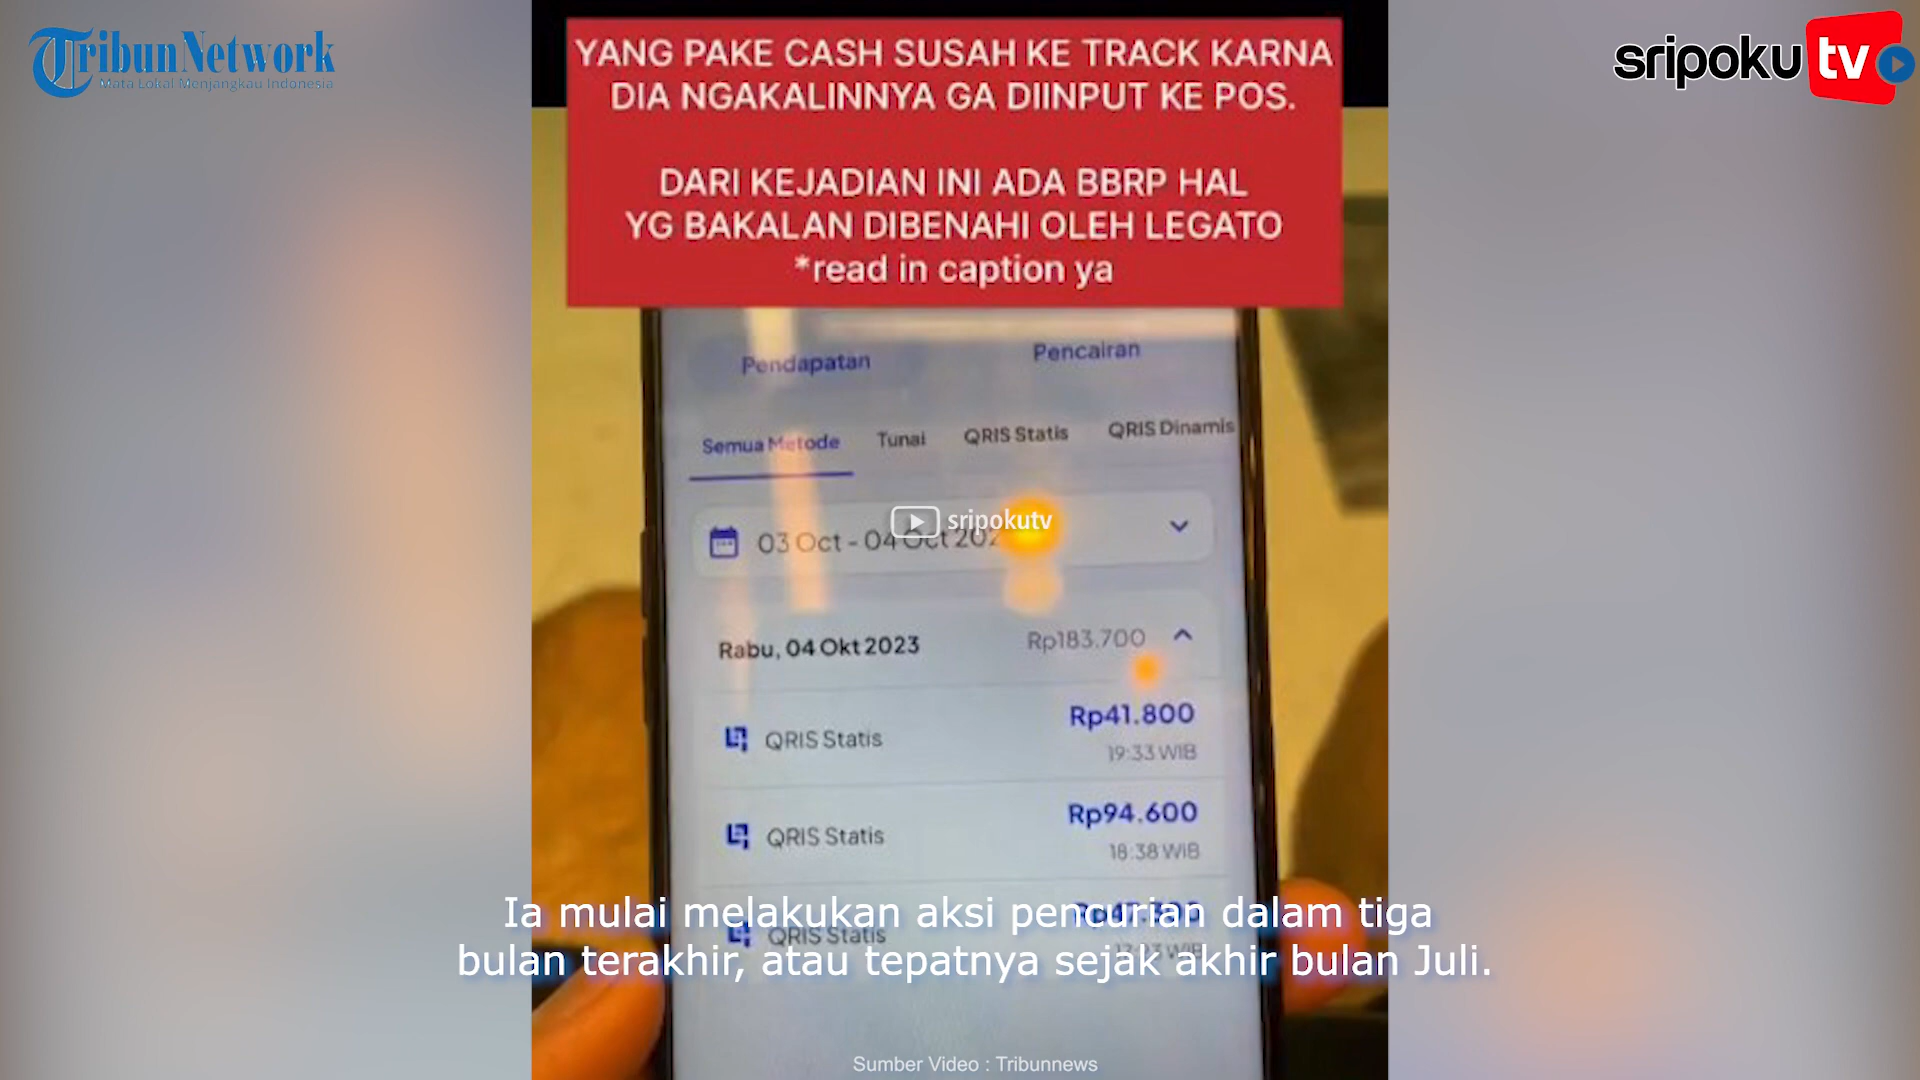 TribunNetwork
Mata Lokal Menjangkau Indonesia
sripoku tv
YANG PAKE CASH SUSAH KE TRACK KARNA
DIA NGAKALINNYA GA DIINPUT KE POS.
DARI KEJADIAN INI ADA BBRP HAL
YG BAKALAN DIBENAHI OLEH LEGATO
*read in caption ya
Pendapatan
Pencairan
Semua Metode
Tunai
QRIS Statis
QRIS Dinamis
sripokutv
03 Oct - 04 Oct
Rabu, 04 Okt 2023
Rp183.700
QRIS Statis
Rp41.800
19:33 WIB
QRIS Statis
Rp94.600
18:38 WIB
QRIS Statis
Ia mulai melakukan aksi pencurian dalam tiga
bulan terakhir, atau tepatnya sejak akhir bulan Juli.
Sumber Video : Tribunnews